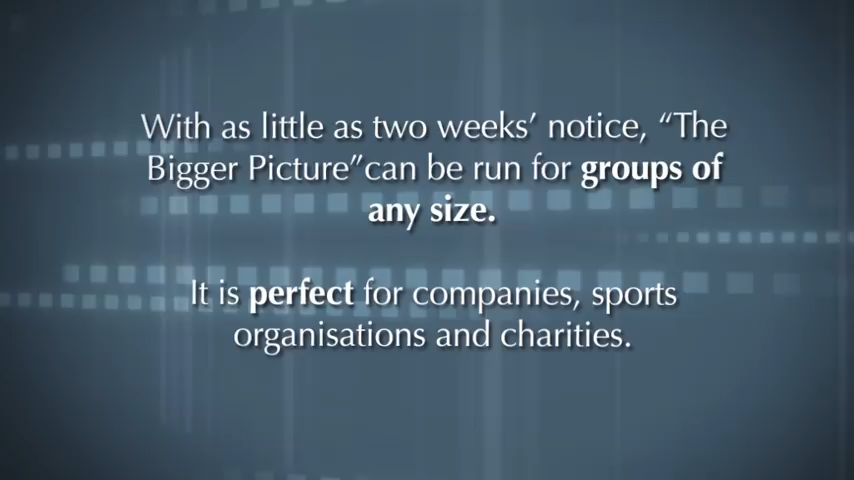 With as little as two weeks’ notice, “The
Bigger Picture”can be run for groups of
any size.
It is perfect for companies, sports
organisations and charities.